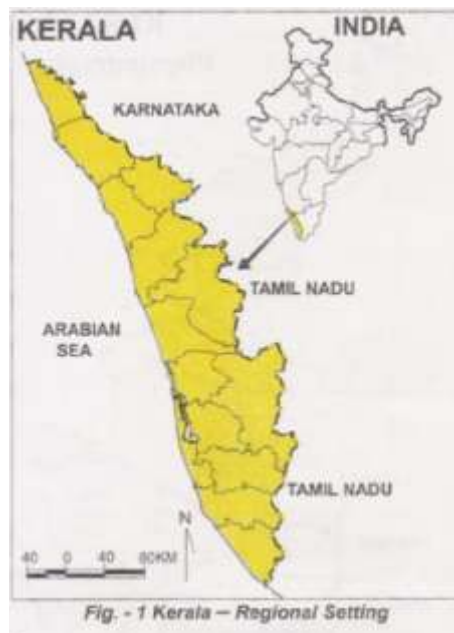 KERALA
INDIA
KARNATAKA
TAMIL NADU
ARABIAN
SEA
TAMIL NADU
N
40 0 40 80KM
Fig. - 1 Kerala – Regional Setting